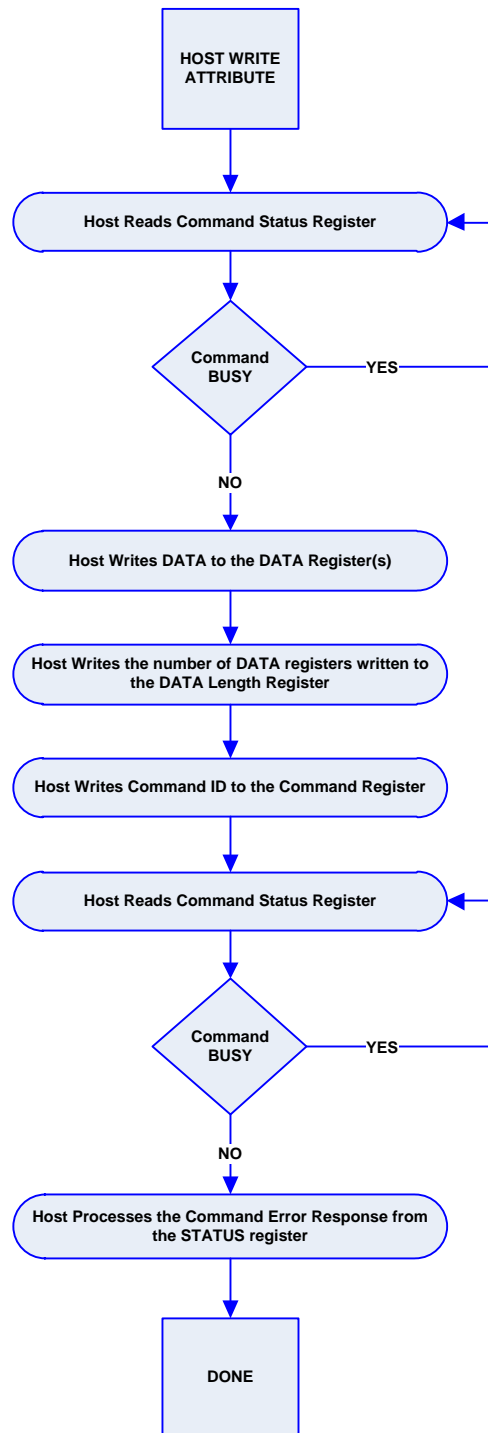 HOST WRITE
ATTRIBUTE
Host Reads Command Status Register
Command
BUSY
YES
NO
Host Writes DATA to the DATA Register(s)
Host Writes the number of DATA registers written to
the DATA Length Register
Host Writes Command ID to the Command Register
Host Reads Command Status Register
Command
BUSY
YES
NO
Host Processes the Command Error Response from
the STATUS register
DONE